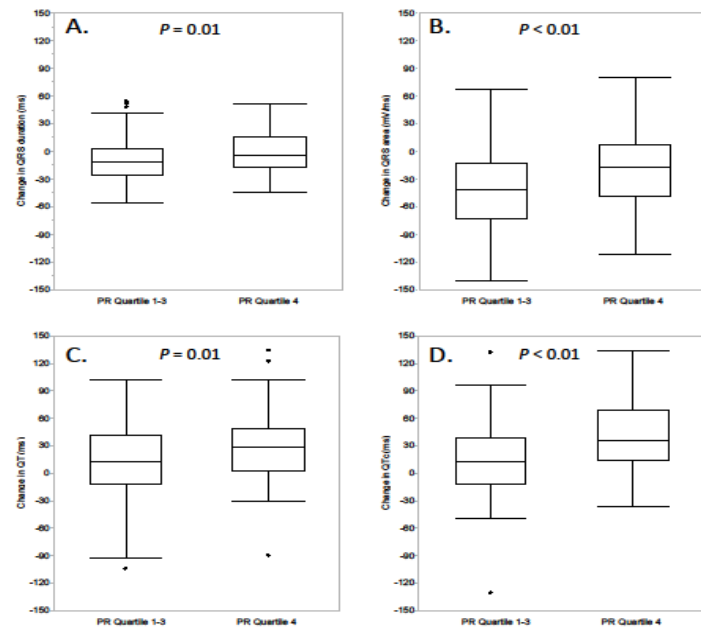 A.
P = 0.01
150
120
90
60
30
0
-30
-60
-90
-120
-150
Change in QRS duration (ms)
PR Quartile 1-3
PR Quartile 4
B.
P < 0.01
150
120
90
60
30
0
-30
-60
-90
-120
-150
Change in QRS area (mV/ms)
PR Quartile 1-3
PR Quartile 4
C.
P = 0.01
150
120
90
60
30
0
-30
-60
-90
-120
-150
Change in QT (ms)
PR Quartile 1-3
PR Quartile 4
D.
P < 0.01
150
120
90
60
30
0
-30
-60
-90
-120
-150
Change in QTc (ms)
PR Quartile 1-3
PR Quartile 4